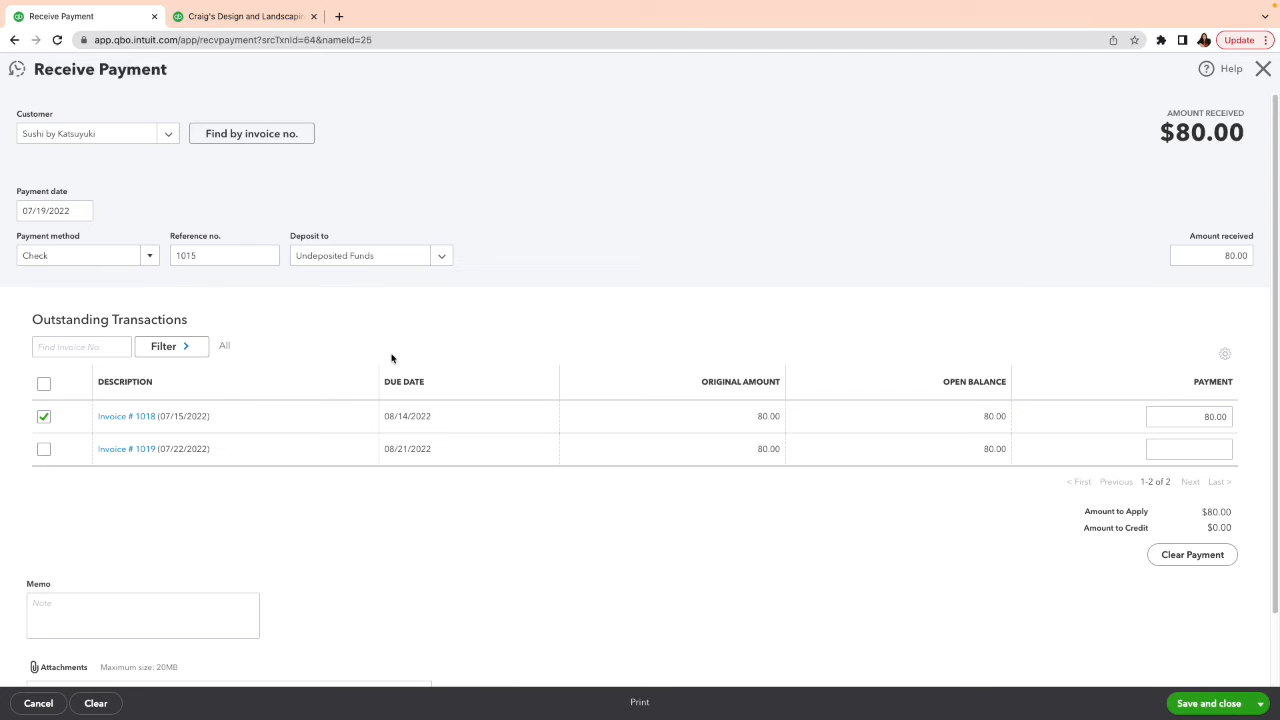 Receive Payment
Craig's Design and Landscapin
app.qbo.intuit.com/app/recvpayment?srcTxnId=64&nameId=25
Update
Receive Payment
Help
Customer
Sushi by Katsuyuki
Find by invoice no.
AMOUNT RECEIVED
$80.00
Payment date
07/19/2022
Payment method
Reference no.
Deposit to
Amount received
Check
1015
Undeposited Funds
80.00
Outstanding Transactions
Find Invoice No.
Filter
All
DESCRIPTION DUE DATE ORIGINAL AMOUNT OPEN BALANCE PAYMENT
Invoice # 1018 (07/15/2022) 08/14/2022 80.00 80.00 80.00
Invoice # 1019 (07/22/2022) 08/21/2022 80.00 80.00
< First Previous 1-2 of 2 Next Last >
Amount to Apply $80.00
Amount to Credit $0.00
Clear Payment
Memo
Note
Attachments Maximum size: 20MB
Cancel
Clear
Print
Save and close